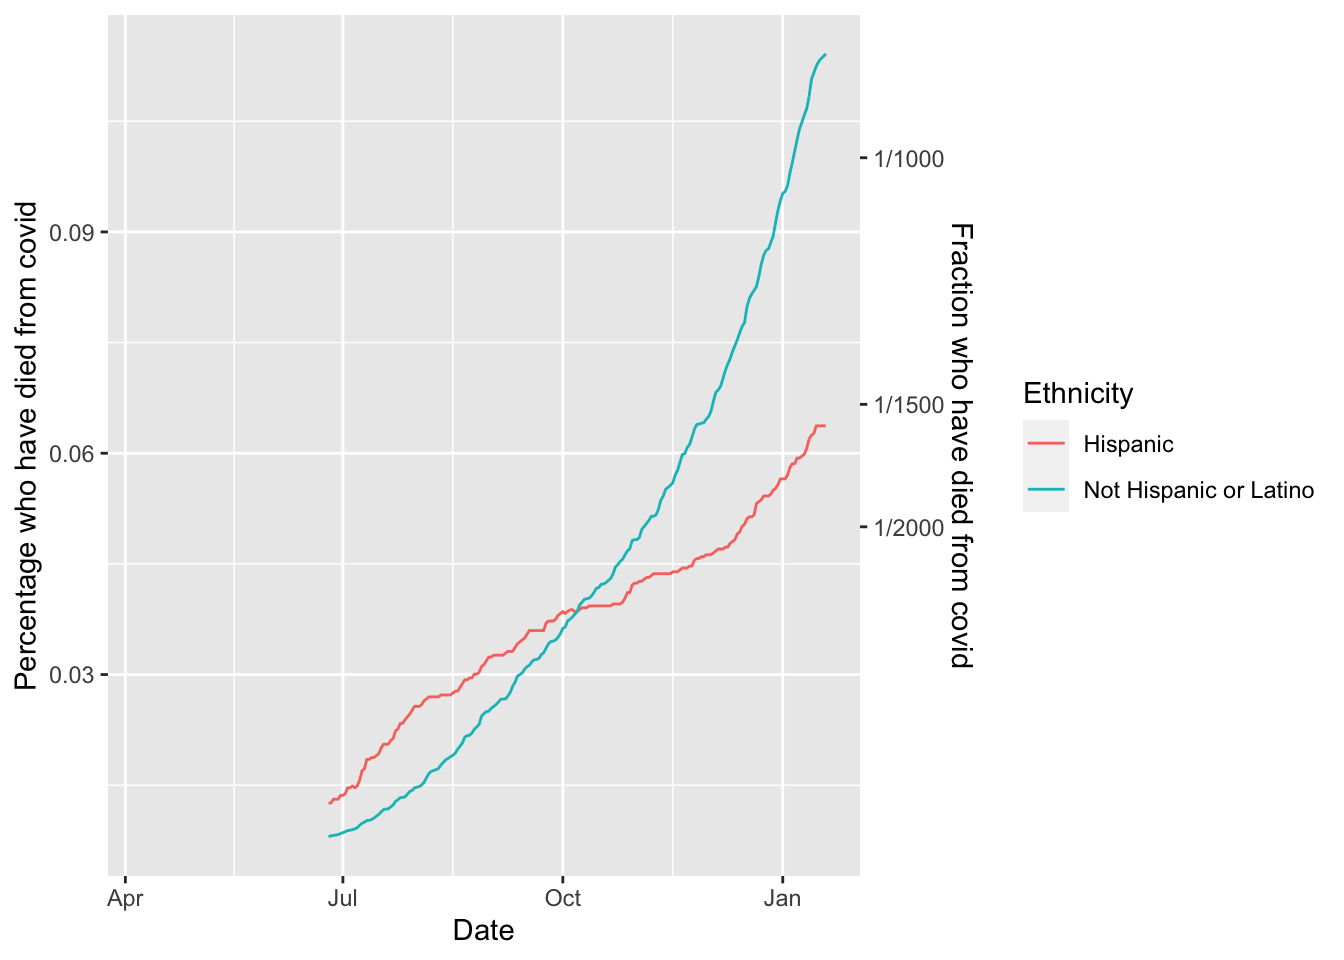 Percentage who have died from covid
0.09
0.06
0.03
Apr
Jul
Oct
Jan
Date
1/1000
1/1500
1/2000
Fraction who have died from covid
Ethnicity
Hispanic
Not Hispanic or Latino